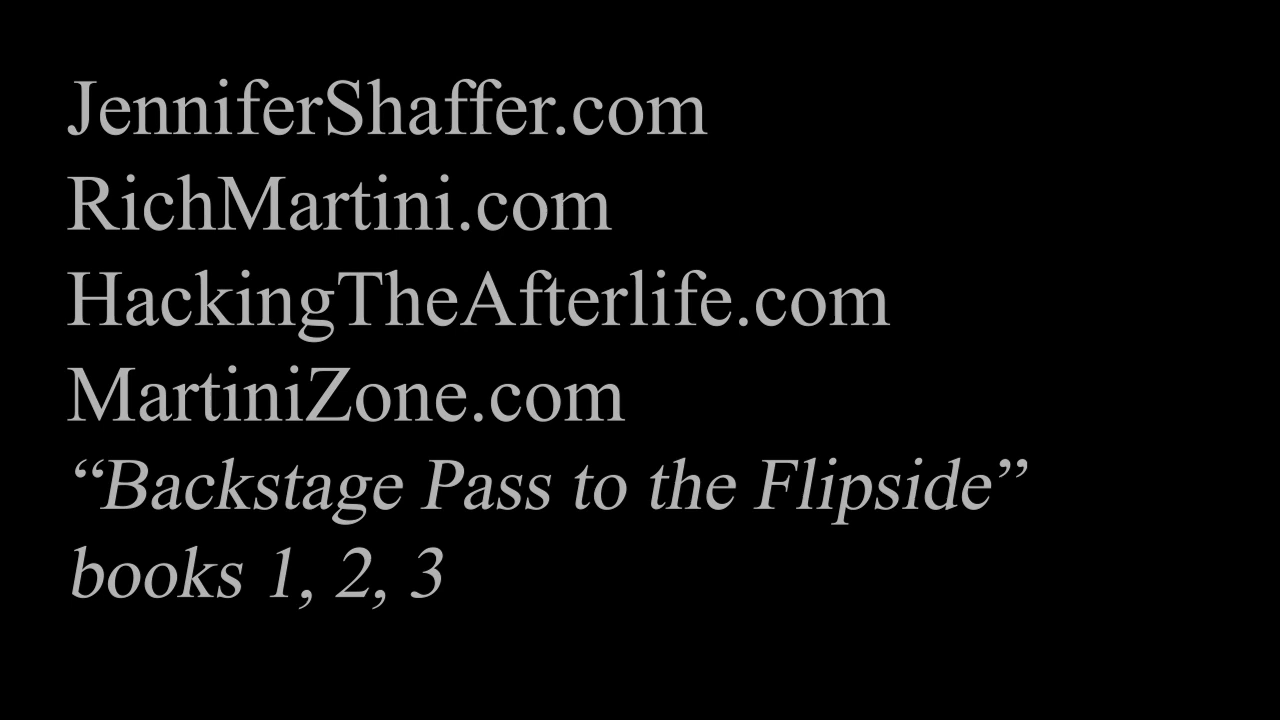 JenniferShaffer.com
RichMartini.com
HackingTheAfterlife.com
MartiniZone.com
“Backstage Pass to the Flipside”
books 1, 2, 3